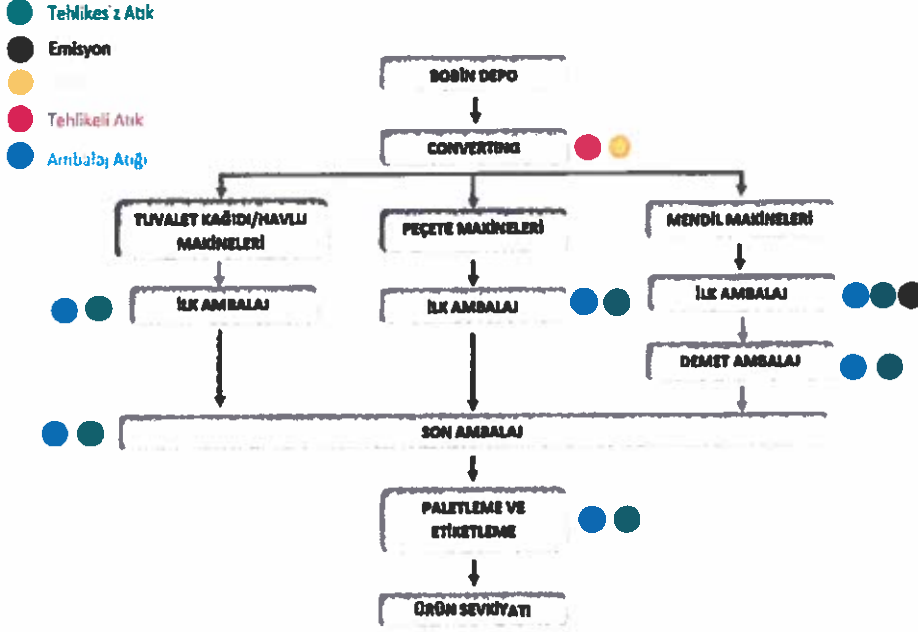 Tehlikesiz Atık
Emisyon
Tehlikeli Atık
Ambalaj Atığı
BOBİN DEPO
CONVERTING
TUVALET KAĞIDI/HAVLU
MAKİNELERİ
PEÇETE MAKİNELERİ
MENDİL MAKİNELERİ
İLK AMBALAJ
İLK AMBALAJ
İLK AMBALAJ
DEMET AMBALAJ
SON AMBALAJ
PALETLEME VE
ETİKETLEME
ÜRÜN SEVKİYATI